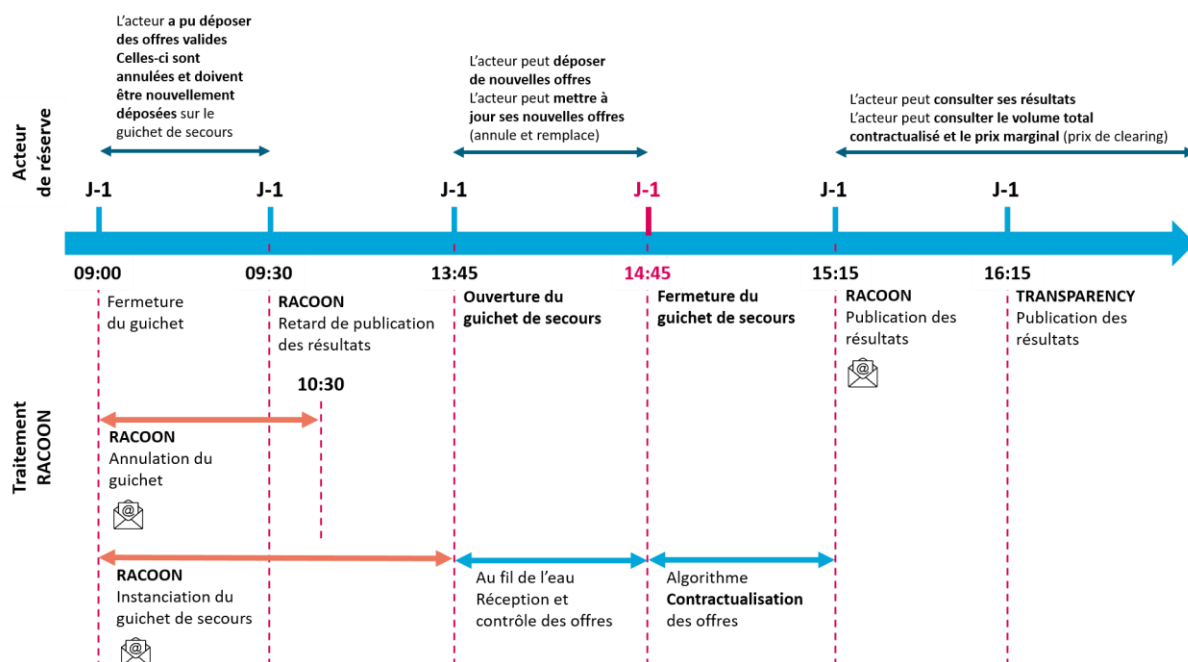 L'acteur a pu déposer
des offres valides
Celles-ci sont
annulées et doivent
être nouvellement
déposées sur le
guichet de secours
L'acteur peut déposer
de nouvelles offres
L'acteur peut mettre à
jour ses nouvelles offres
(annule et remplace)
L'acteur peut consulter ses résultats
L'acteur peut consulter le volume total
contractualisé et le prix marginal (prix de clearing)
Acteur
de réserve
J-1
J-1
J-1
J-1
J-1
J-1
09:00
09:30
13:45
14:45
15:15
16:15
Fermeture
du guichet
RACOON
Retard de publication
des résultats
Ouverture du
guichet de secours
Fermeture du
guichet de secours
RACOON
Publication des
résultats
TRANSPARENCY
Publication des
résultats
10:30
Traitement
RACOON
RACOON
Annulation du
guichet
@
RACOON
Instanciation du
guichet de secours
@
Au fil de l'eau
Réception et
contrôle des offres
Algorithme
Contractualisation
des offres
@